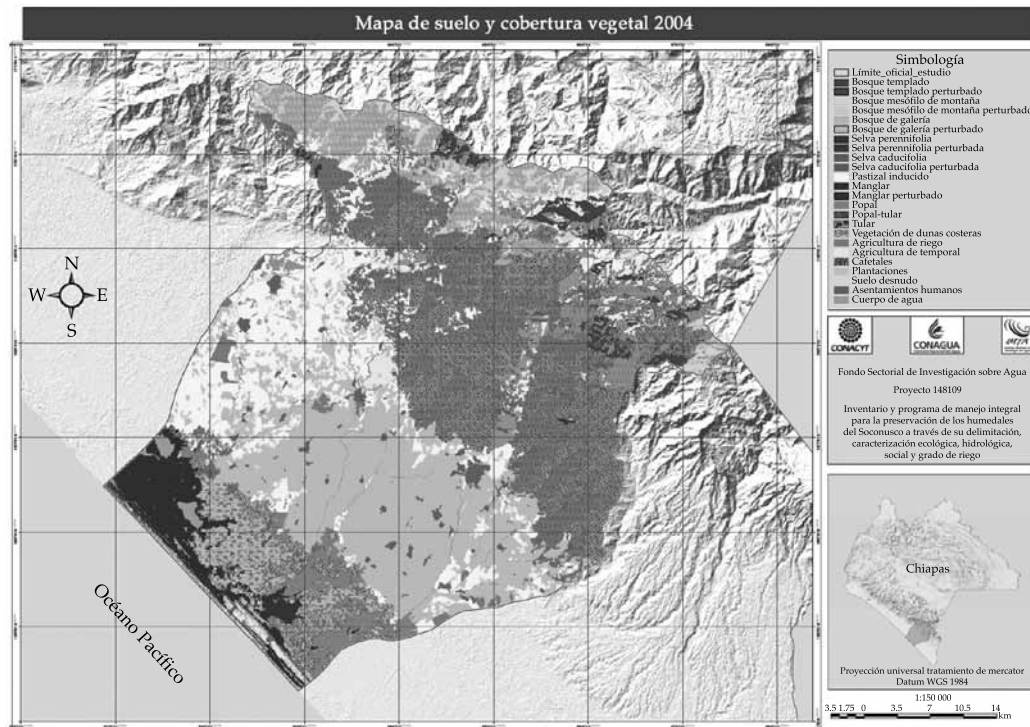 Mapa de suelo y cobertura vegetal 2004
N
W
E
S
Océano Pacífico
Simbología
Límite_oficial_estudio
Bosque templado
Bosque templado perturbado
Bosque mesófilo de montaña
Bosque mesófilo de montaña perturbado
Bosque de galería
Bosque de galería perturbado
Selva perennifolia
Selva perennifolia perturbada
Selva caducifolia
Selva caducifolia perturbada
Pastizal inducido
Manglar
Manglar perturbado
Popal
Popal-tular
Tular
Vegetación de dunas costeras
Agricultura de riego
Agricultura de temporal
Cafetales
Plantaciones
Suelo desnudo
Asentamientos humanos
Cuerpo de agua
CONACYT
CONAGUA
Fondo Sectorial de Investigación sobre Agua
Proyecto 148109
Inventario y programa de manejo integral
para la preservación de los humedales
del Soconusco a través de su delimitación,
caracterización ecológica, hidrológica,
social y grado de riego
Chiapas
Proyección universal tratamiento de mercator
Datum WGS 1984
1:150 000
3.5 1.75 0 3.5 7 10.5 14
km